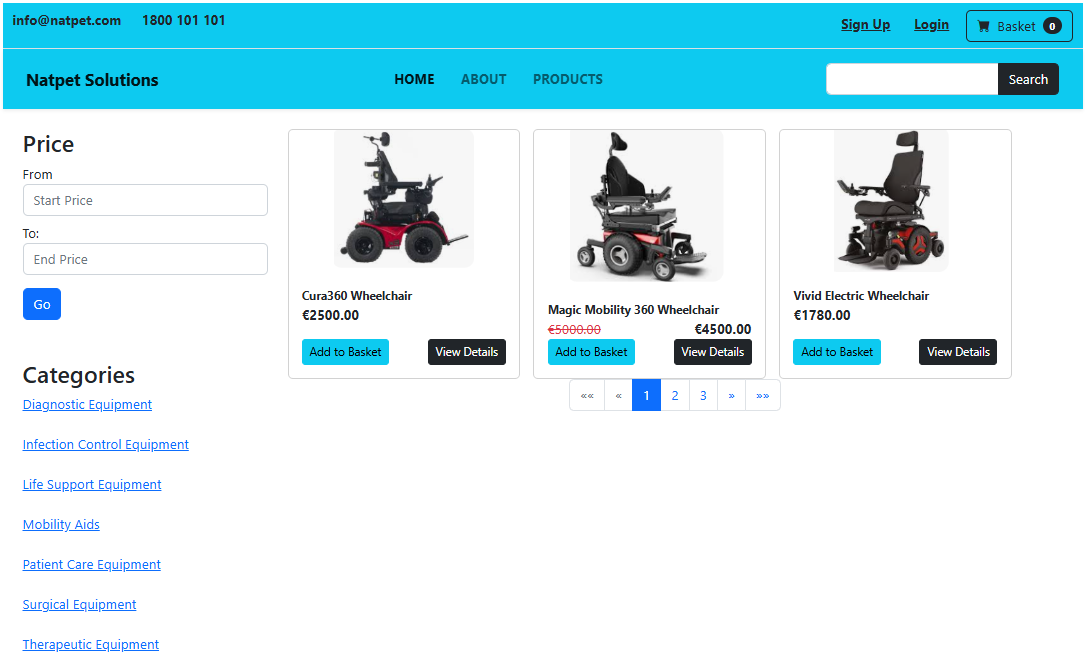 info@natpet.com 1800 101 101 Sign Up Login Basket 0
Natpet Solutions HOME ABOUT PRODUCTS Search
Price
From
Start Price
To:
End Price
Go
Categories
Diagnostic Equipment
Infection Control Equipment
Life Support Equipment
Mobility Aids
Patient Care Equipment
Surgical Equipment
Therapeutic Equipment
Cura360 Wheelchair
€2500.00
Add to Basket View Details
Magic Mobility 360 Wheelchair
€5000.00 €4500.00
Add to Basket View Details
Vivid Electric Wheelchair
€1780.00
Add to Basket View Details
«« « 1 2 3 » »»